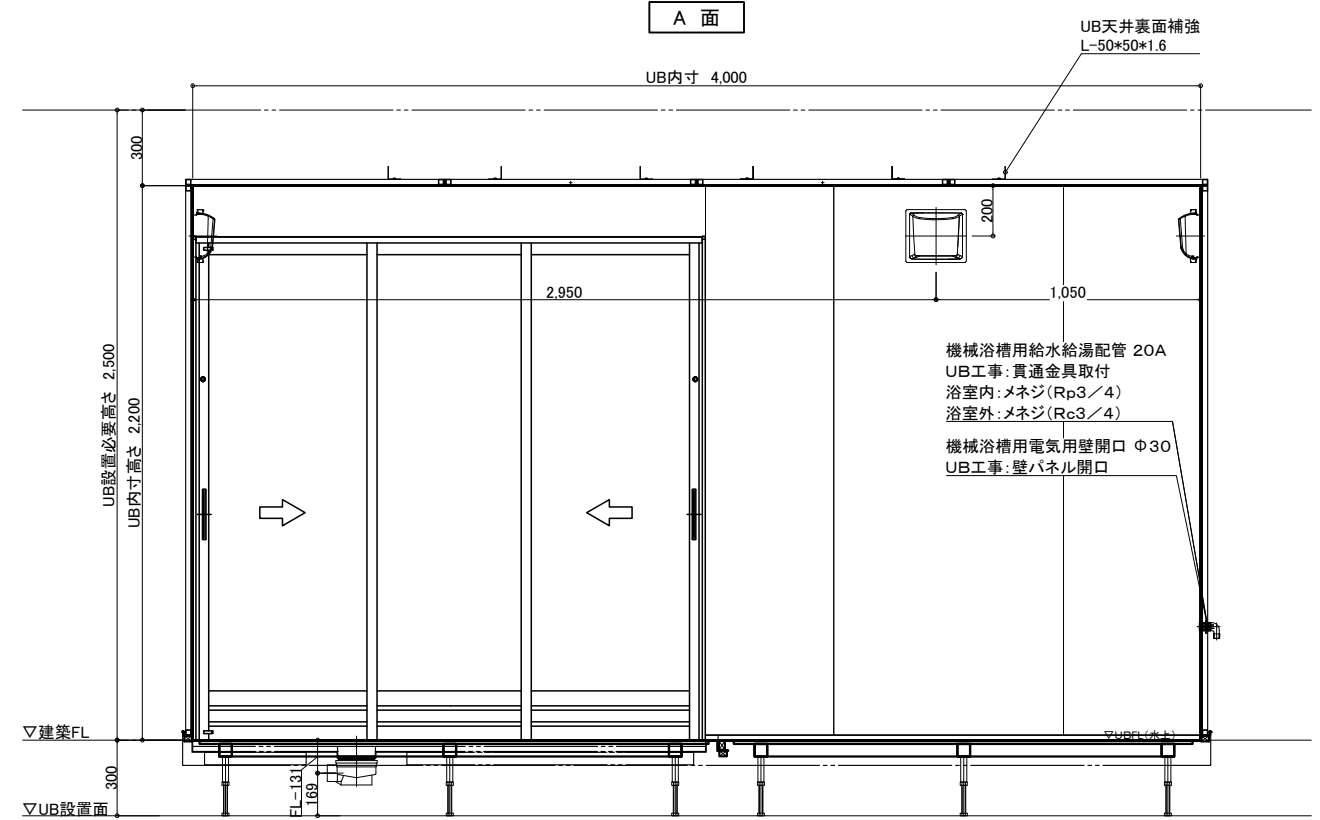 A 面
UB天井裏面補強
L-50*50*1.6
UB内寸 4,000
300
200
2,950
1,050
UB設置必要高さ 2,500
UB内寸高さ 2,200
機械浴槽用給水給湯配管 20A
UB工事:貫通金具取付
浴室内:メネジ(Rp3/4)
浴室外:メネジ(Rc3/4)
機械浴槽用電気用壁開口 Φ30
UB工事:壁パネル開口
▽建築FL
▽UBFL(水上)
300
FL-131
169
▽UB設置面